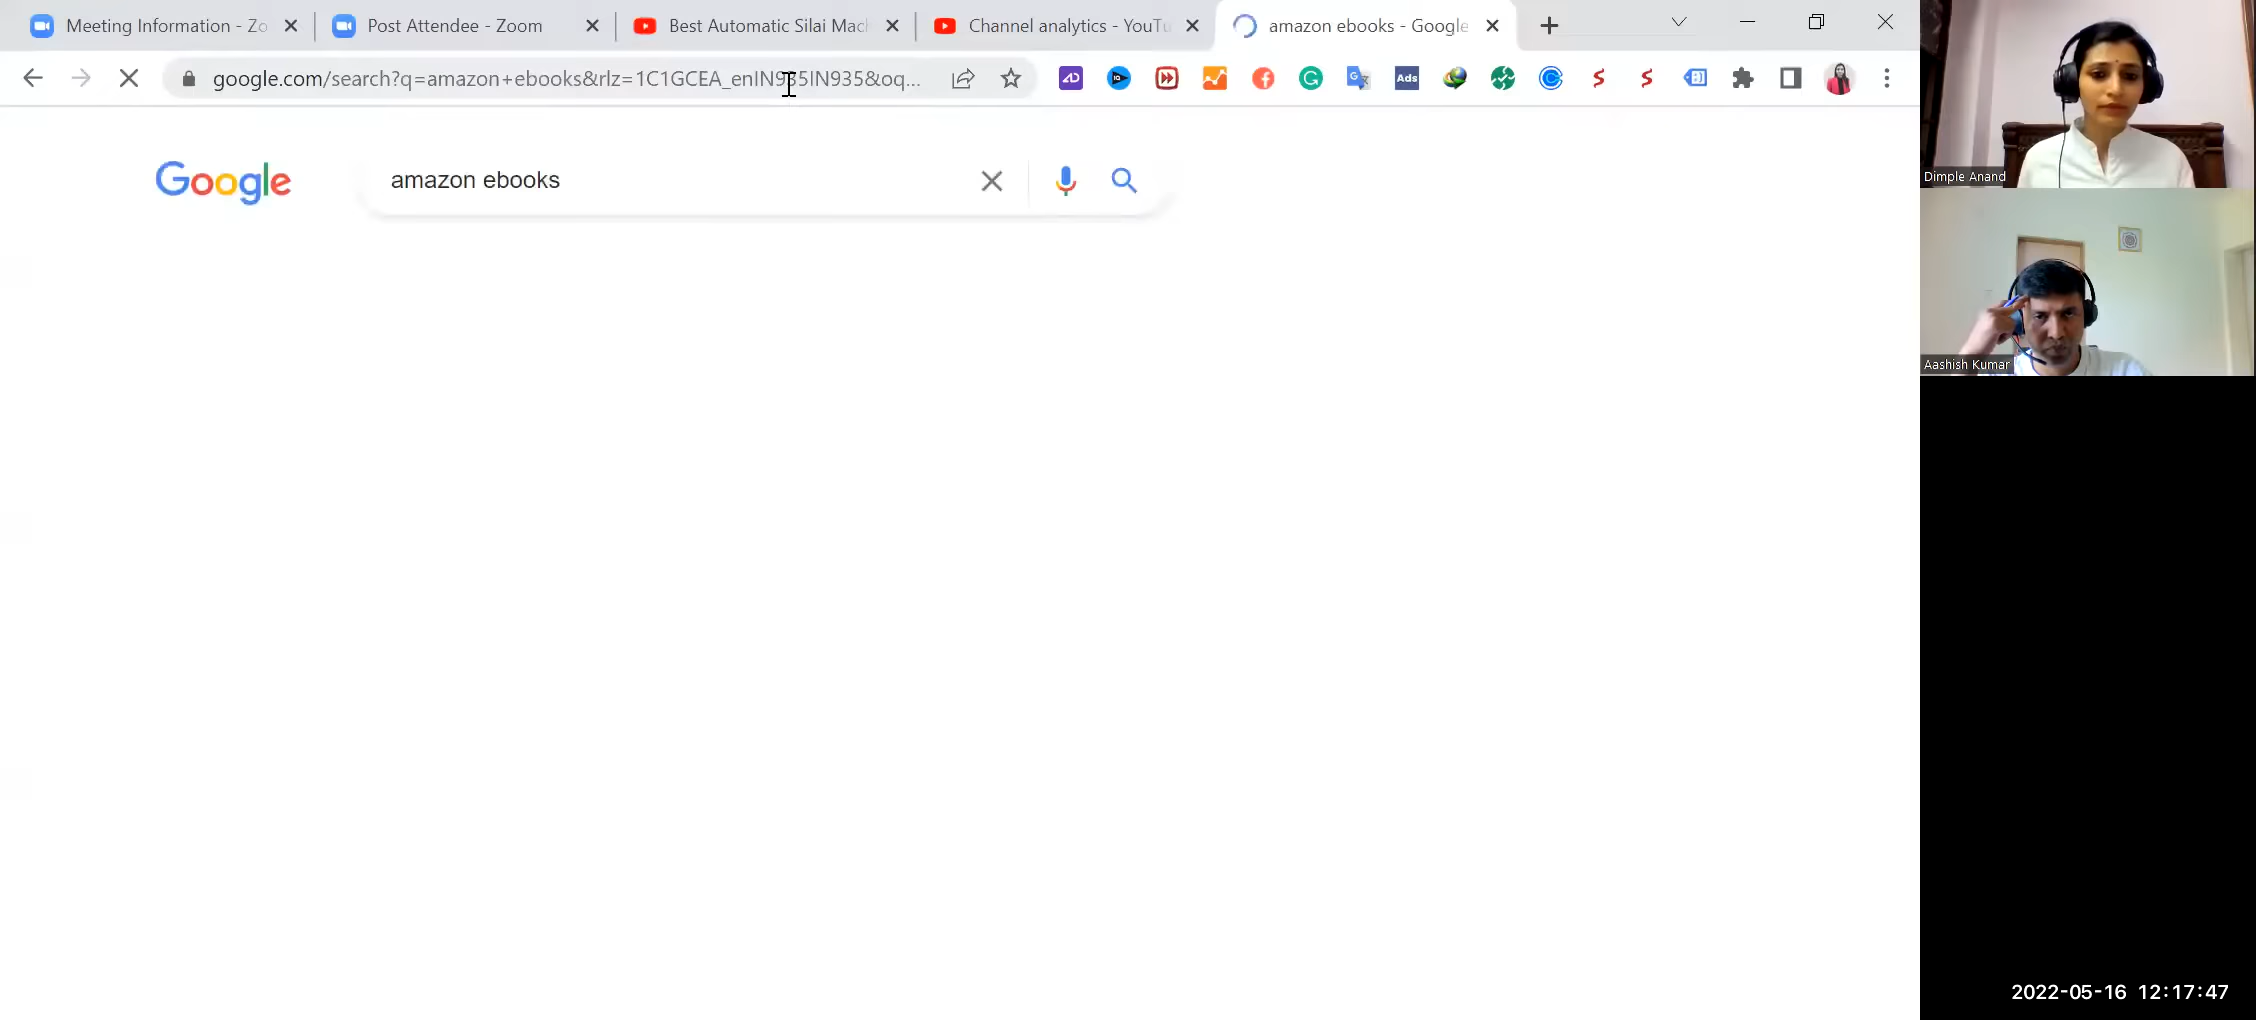 Meeting Information - Zo
Post Attendee - Zoom
Best Automatic Silai Mach
Channel analytics - YouTu
amazon ebooks - Google
google.com/search?q=amazon+ebooks&rlz=1C1GCEA_enIN935IN935&oq...
Ads
Google
amazon ebooks
Dimple Anand
Aashish Kumar
2022-05-16 12:17:47